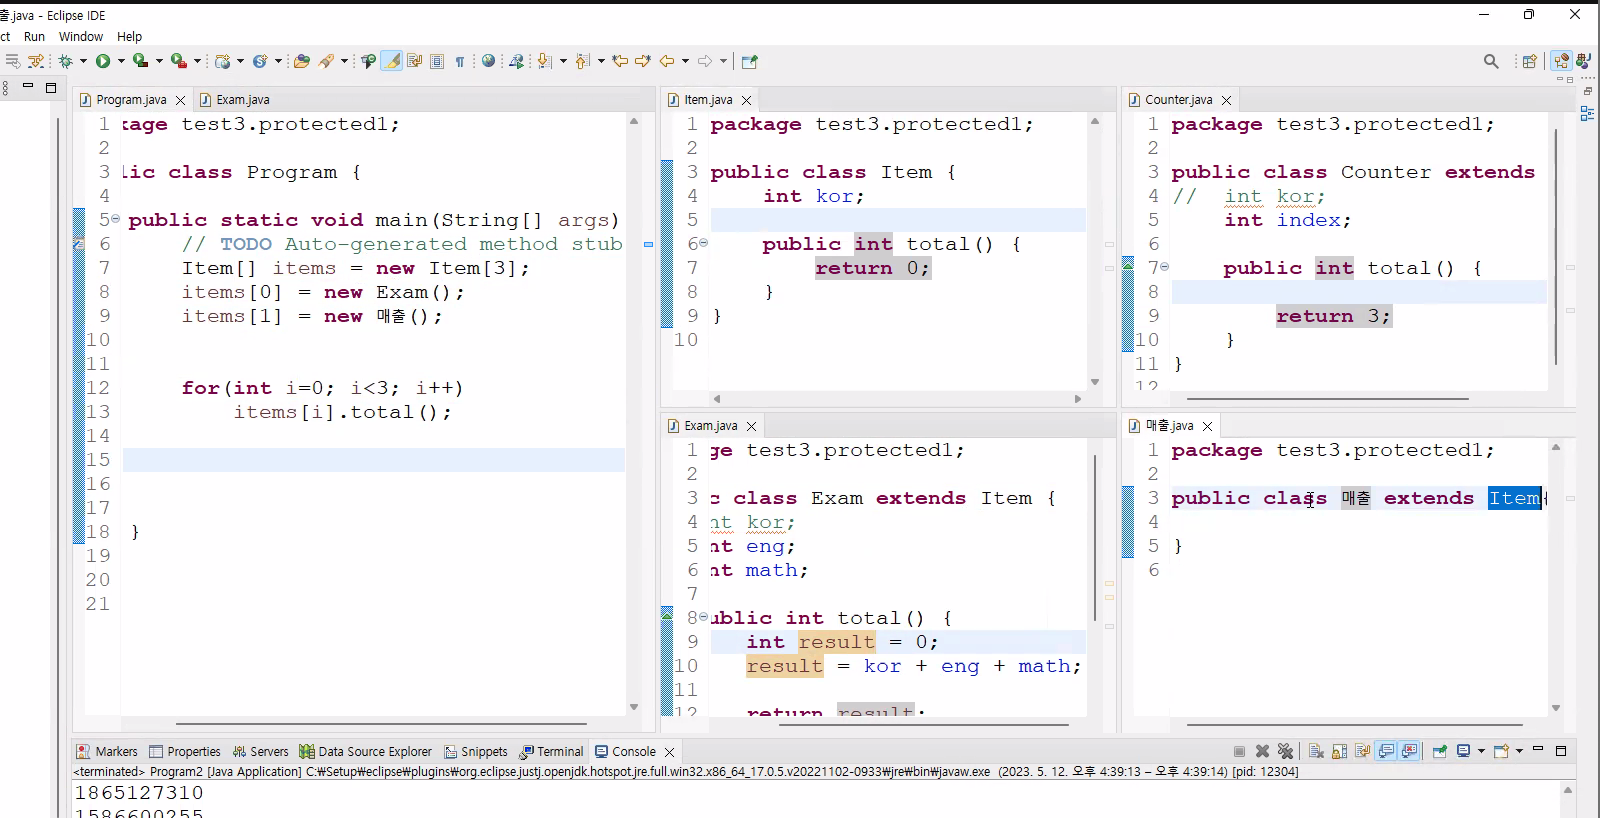 출.java - Eclipse IDE
ct Run Window Help
Program.java Exam.java
1 kage test3.protected1;
2
3 lic class Program {
4
5 public static void main(String[] args)
6 // TODO Auto-generated method stub
7 Item[] items = new Item[3];
8 items[0] = new Exam();
9 items[1] = new 매출();
10
11
12 for(int i=0; i<3; i++)
13 items[i].total();
14
15
16
17
18 }
19
20
21
Item.java
1 package test3.protected1;
2
3 public class Item {
4 int kor;
5
6 public int total() {
7 return 0;
8 }
9 }
10
Counter.java
1 package test3.protected1;
2
3 public class Counter extends
4 // int kor;
5 int index;
6
7 public int total() {
8
9 return 3;
10 }
11 }
12
Exam.java
1 ge test3.protected1;
2
3 c class Exam extends Item {
4 nt kor;
5 nt eng;
6 nt math;
7
8 ublic int total() {
9 int result = 0;
10 result = kor + eng + math;
11
12 return result;
매출.java
1 package test3.protected1;
2
3 public class 매출 extends Item{
4
5 }
6
Markers Properties Servers Data Source Explorer Snippets Terminal Console
<terminated> Program2 [Java Application] C:₩Setup₩eclipse₩plugins₩org.eclipse.justj.openjdk.hotspot.jre.full.win32.x86_64_17.0.5.v20221102-0933₩jre₩bin₩javaw.exe (2023. 5. 12. 오후 4:39:13 – 오후 4:39:14) [pid: 12304]
1865127310
1586600255